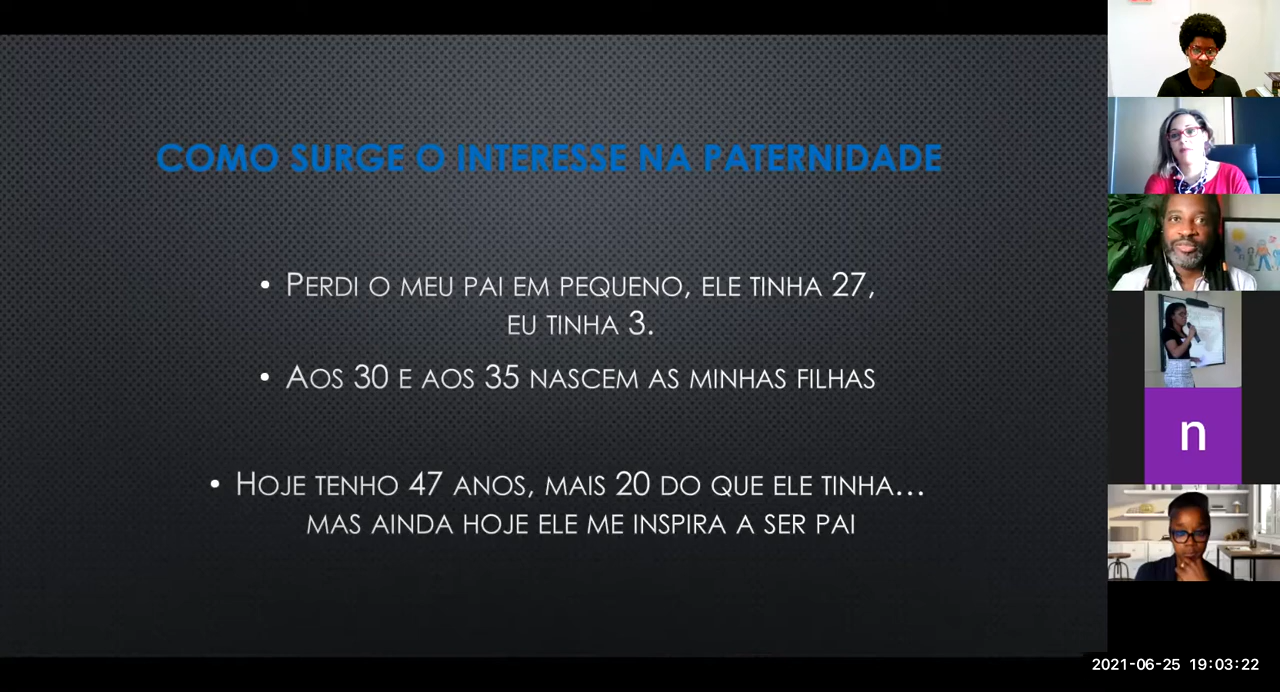 COMO SURGE O INTERESSE NA PATERNIDADE
• PERDI O MEU PAI EM PEQUENO, ELE TINHA 27,
EU TINHA 3.
• AOS 30 E AOS 35 NASCEM AS MINHAS FILHAS
• HOJE TENHO 47 ANOS, MAIS 20 DO QUE ELE TINHA...
MAS AINDA HOJE ELE ME INSPIRA A SER PAI
n
2021-06-25 19:03:22